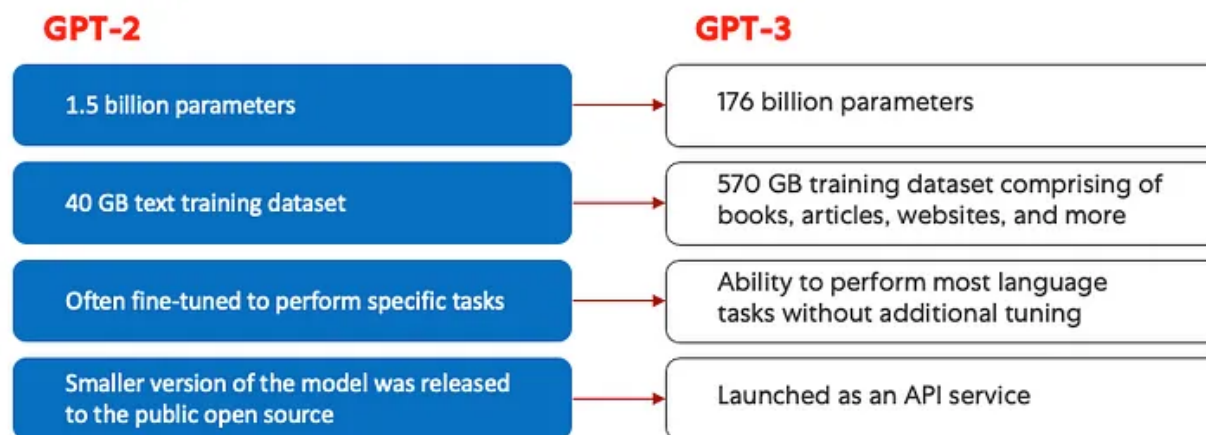 GPT-2
GPT-3
1.5 billion parameters
176 billion parameters
40 GB text training dataset
570 GB training dataset comprising of
books, articles, websites, and more
Often fine-tuned to perform specific tasks
Ability to perform most language
tasks without additional tuning
Smaller version of the model was released
to the public open source
Launched as an API service